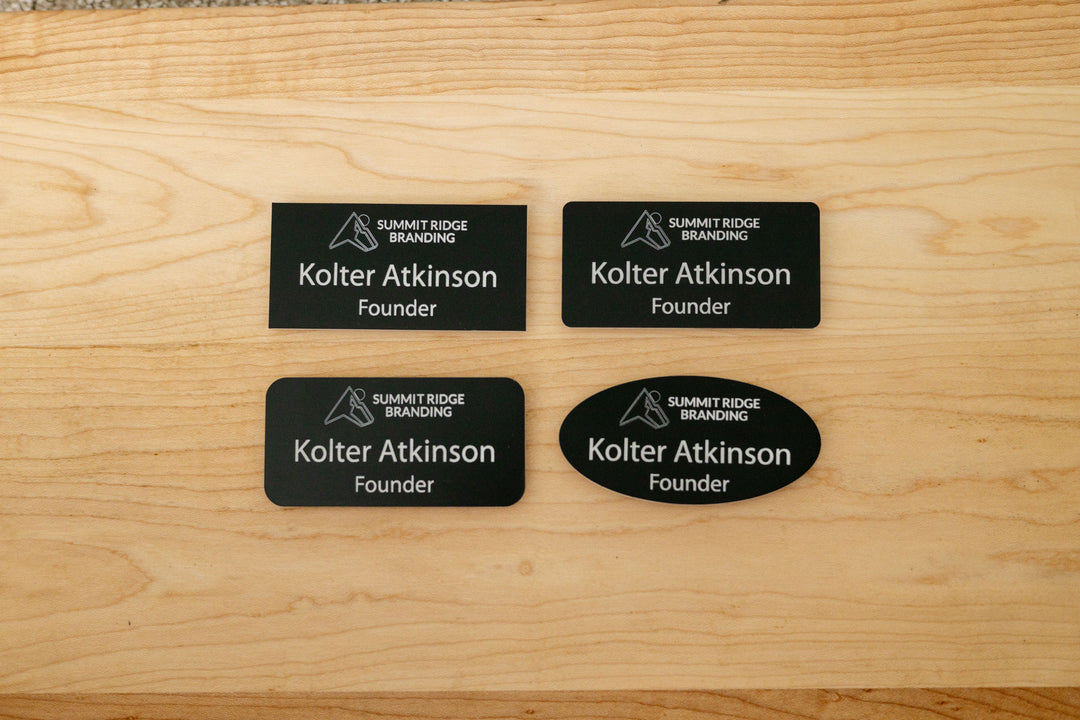 SUMMIT RIDGE
BRANDING
Kolter Atkinson
Founder
SUMMIT RIDGE
BRANDING
Kolter Atkinson
Founder
SUMMIT RIDGE
BRANDING
Kolter Atkinson
Founder
SUMMIT RIDGE
BRANDING
Kolter Atkinson
Founder